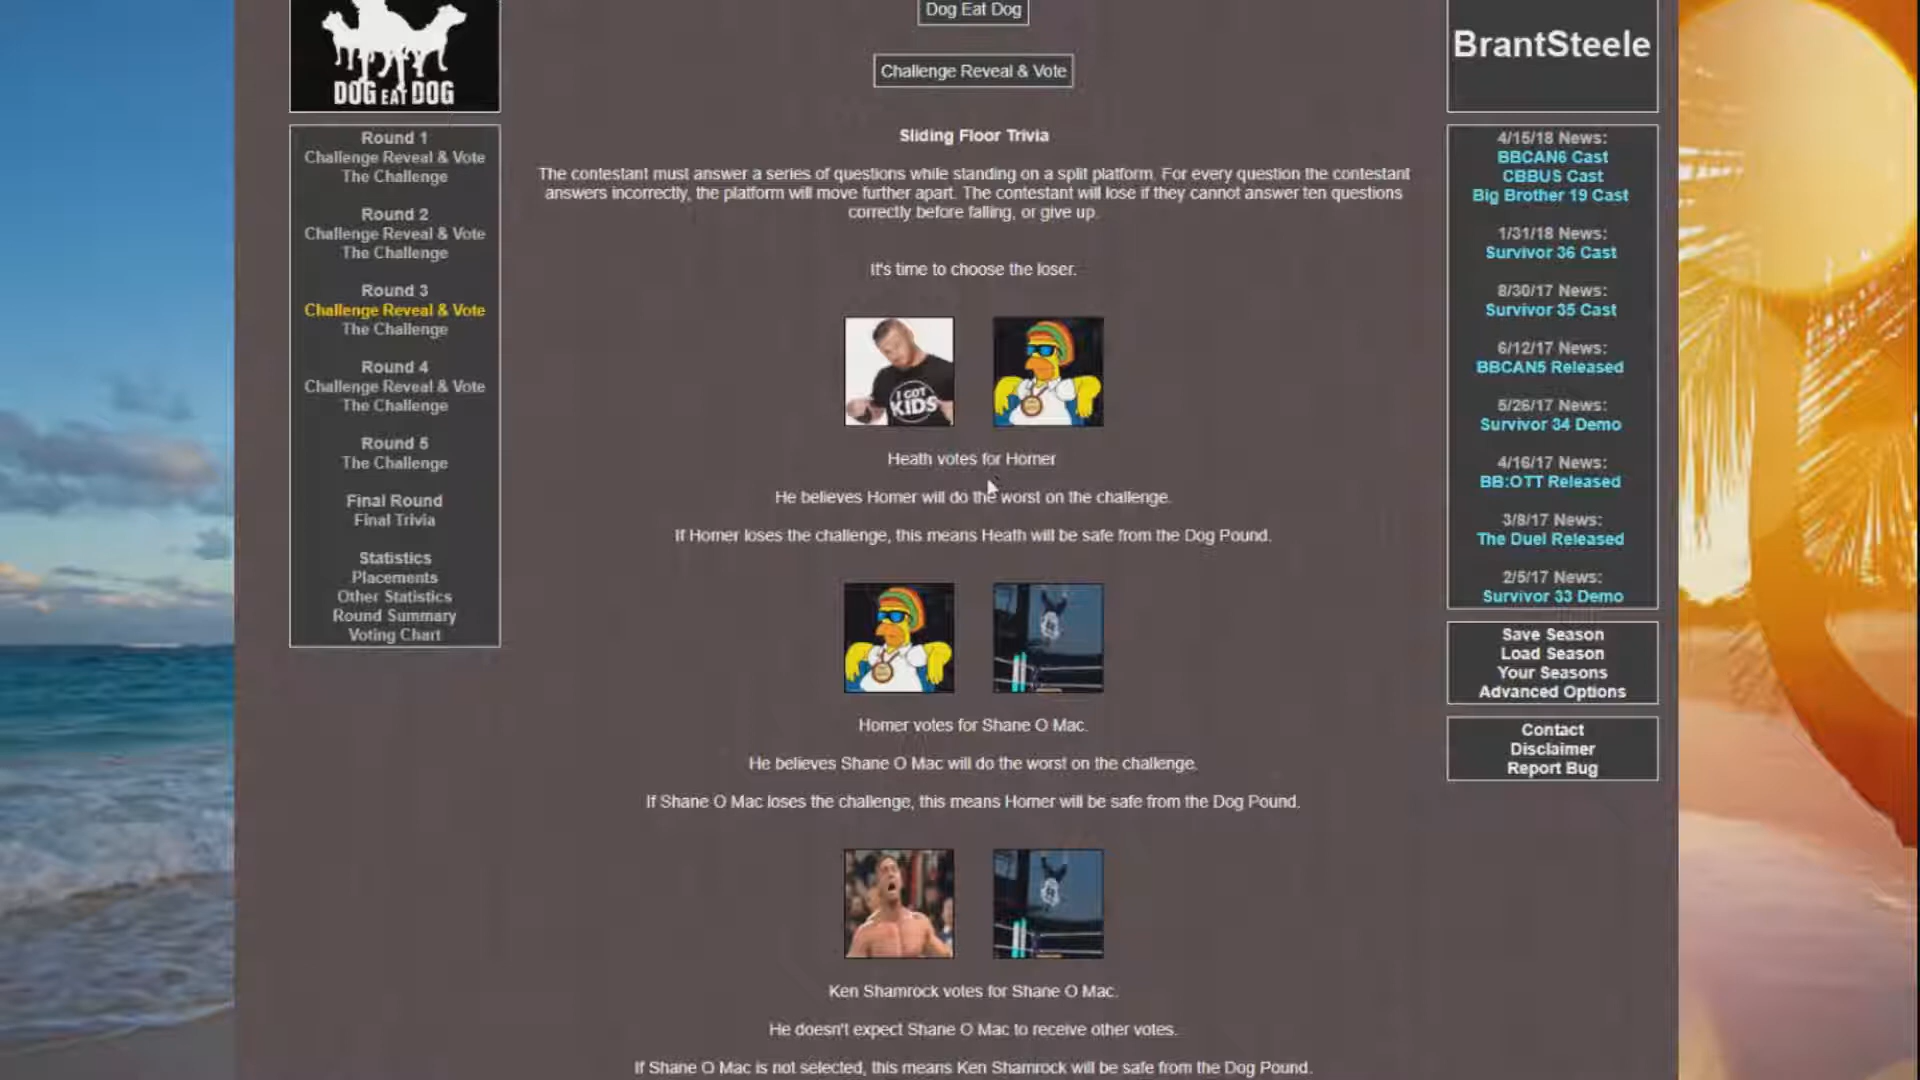 DOG EAT DOG
Round 1
Challenge Reveal & Vote
The Challenge
Round 2
Challenge Reveal & Vote
The Challenge
Round 3
Challenge Reveal & Vote
The Challenge
Round 4
Challenge Reveal & Vote
The Challenge
Round 5
The Challenge
Final Round
Final Trivia
Statistics
Placements
Other Statistics
Round Summary
Voting Chart
Dog Eat Dog
Challenge Reveal & Vote
Sliding Floor Trivia
The contestant must answer a series of questions while standing on a split platform. For every question the contestant
answers incorrectly, the platform will move further apart. The contestant will lose if they cannot answer ten questions
correctly before falling, or give up.
It's time to choose the loser.
I GOT
KIDS
Heath votes for Homer
He believes Homer will do the worst on the challenge.
If Homer loses the challenge, this means Heath will be safe from the Dog Pound.
Homer votes for Shane O Mac.
He believes Shane O Mac will do the worst on the challenge.
If Shane O Mac loses the challenge, this means Homer will be safe from the Dog Pound.
Ken Shamrock votes for Shane O Mac.
He doesn't expect Shane O Mac to receive other votes.
If Shane O Mac is not selected, this means Ken Shamrock will be safe from the Dog Pound.
BrantSteele
4/15/18 News:
BBCAN6 Cast
CBBUS Cast
Big Brother 19 Cast
1/31/18 News:
Survivor 36 Cast
8/30/17 News:
Survivor 35 Cast
6/12/17 News:
BBCAN5 Released
5/26/17 News:
Survivor 34 Demo
4/16/17 News:
BB:OTT Released
3/8/17 News:
The Duel Released
2/5/17 News:
Survivor 33 Demo
Save Season
Load Season
Your Seasons
Advanced Options
Contact
Disclaimer
Report Bug